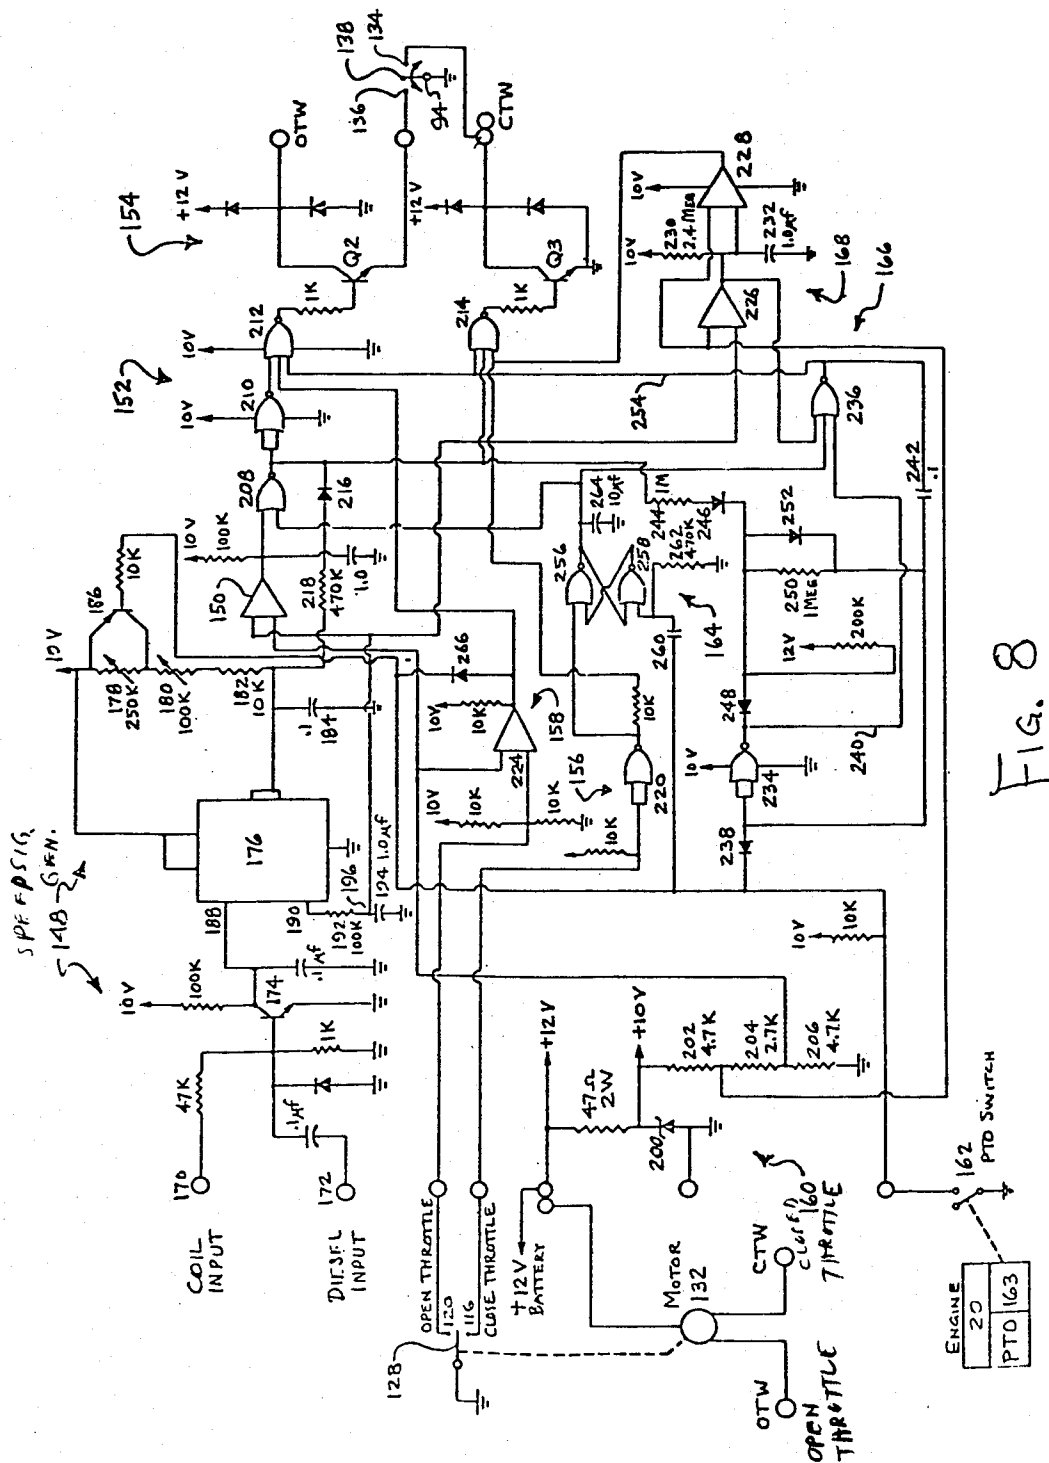 +12V
154
OTW
136
138
134
94
+12V
CTW
Q2
1K
Q3
1K
10V
152
212
214
10V
210
208
216
10V
100K
1.0
10V
186
10K
178
250K
180
100K
182
10K
.1
184
150
218
470K
SPEED SIG.
148 GEN.
176
188
190
192
100K
196
194 1.0µf
10V
100K
174
.1µf
1K
47K
.1µf
170
COIL
INPUT
172
DIESEL
INPUT
10V
230
2.4 MEG
228
232
1.0µf
226
168
166
254
236
242
.1
256
264
10µf
258
244
1M
246
262
470K
252
250
1MEG
260
164
12V
200K
248
240
10V
234
238
266
10V
10K
158
224
10V
10K
10K
156
10K
220
10K
10V
10K
+12V
+10V
47Ω
2W
200
202
4.7K
204
2.7K
206
4.7K
OPEN THROTTLE
120
116
CLOSE THROTTLE
128
+12V
BATTERY
MOTOR
132
160
CTW
CLOSED
THROTTLE
OTW
OPEN
THROTTLE
162
PTO SWITCH
ENGINE
20
PTO 163
FIG. 8